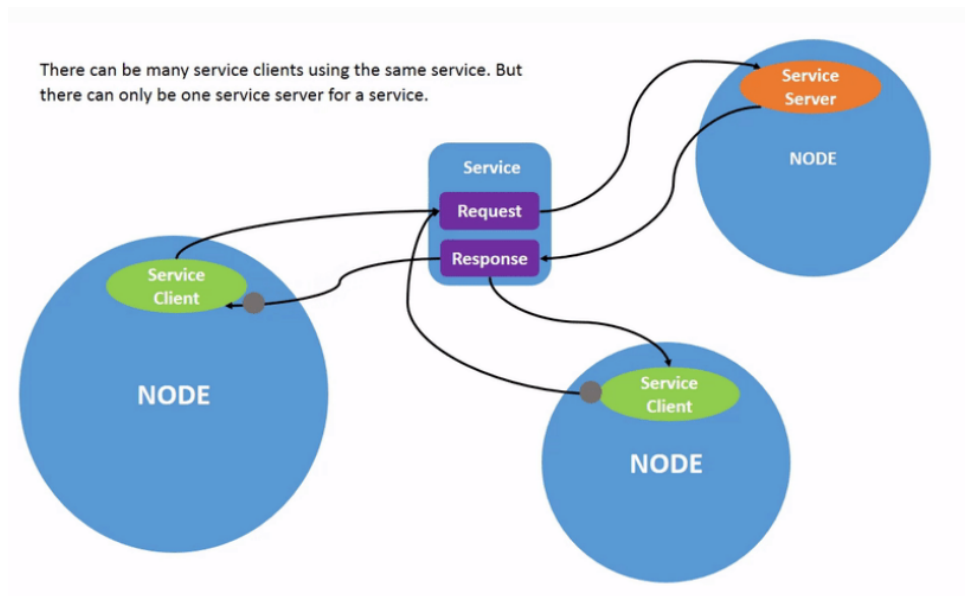 There can be many service clients using the same service. But
there can only be one service server for a service.
Service
Server
NODE
Service
Request
Response
Service
Client
NODE
Service
Client
NODE